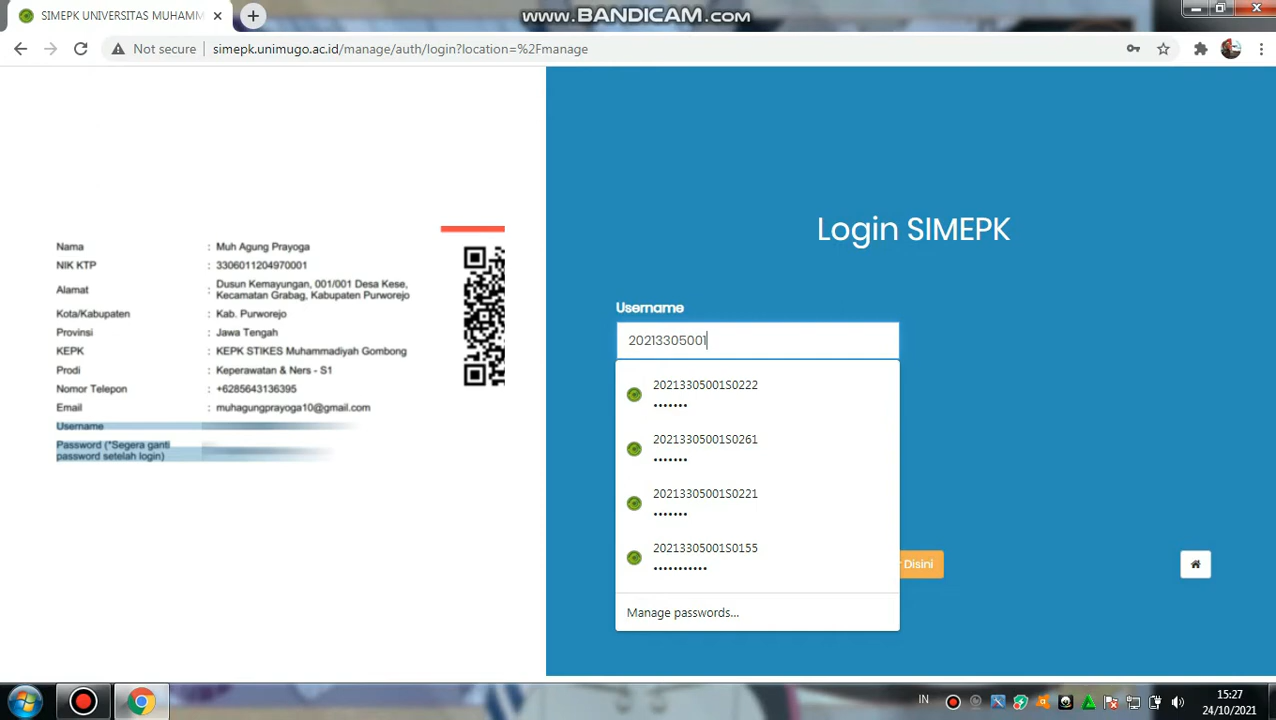 SIMEPK UNIVERSITAS MUHAMM
www.BANDICAM.com
Not secure simepk.unimugo.ac.id/manage/auth/login?location=%2Fmanage
Nama : Muh Agung Prayoga
NIK KTP : 3306011204970001
Alamat : Dusun Kemayungan, 001/001 Desa Kese,
Kecamatan Grabag, Kabupaten Purworejo
Kota/Kabupaten : Kab. Purworejo
Provinsi : Jawa Tengah
KEPK : KEPK STIKES Muhammadiyah Gombong
Prodi : Keperawatan & Ners - S1
Nomor Telepon : +6285643136395
Email : muhagungprayoga10@gmail.com
Username
Password (*Segera ganti
password setelah login)
Login SIMEPK
Username
20213305001
20213305001S0222
•••••••
20213305001S0261
•••••••
20213305001S0221
•••••••
20213305001S0155
•••••••••••
Manage passwords...
Disini
IN
15:27
24/10/2021